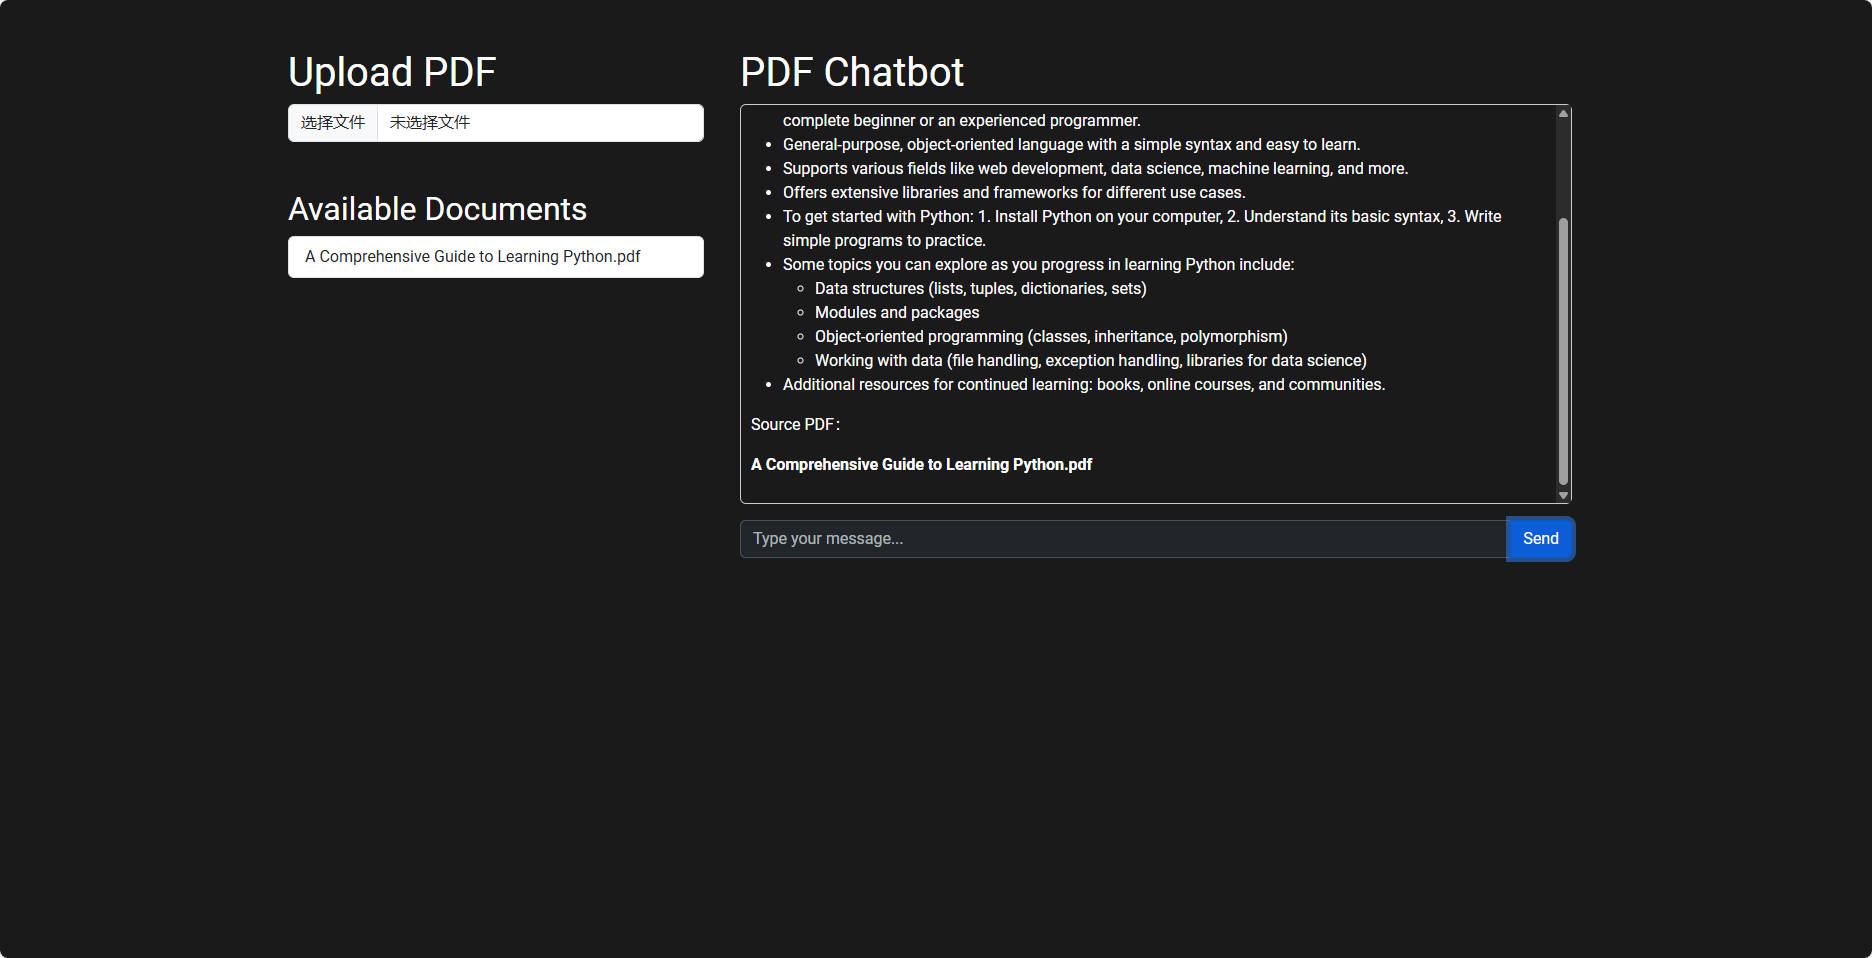 Upload PDF
选择文件 未选择文件
Available Documents
A Comprehensive Guide to Learning Python.pdf
PDF Chatbot
complete beginner or an experienced programmer.
General-purpose, object-oriented language with a simple syntax and easy to learn.
Supports various fields like web development, data science, machine learning, and more.
Offers extensive libraries and frameworks for different use cases.
To get started with Python: 1. Install Python on your computer, 2. Understand its basic syntax, 3. Write
simple programs to practice.
Some topics you can explore as you progress in learning Python include:
Data structures (lists, tuples, dictionaries, sets)
Modules and packages
Object-oriented programming (classes, inheritance, polymorphism)
Working with data (file handling, exception handling, libraries for data science)
Additional resources for continued learning: books, online courses, and communities.
Source PDF:
A Comprehensive Guide to Learning Python.pdf
Type your message...
Send